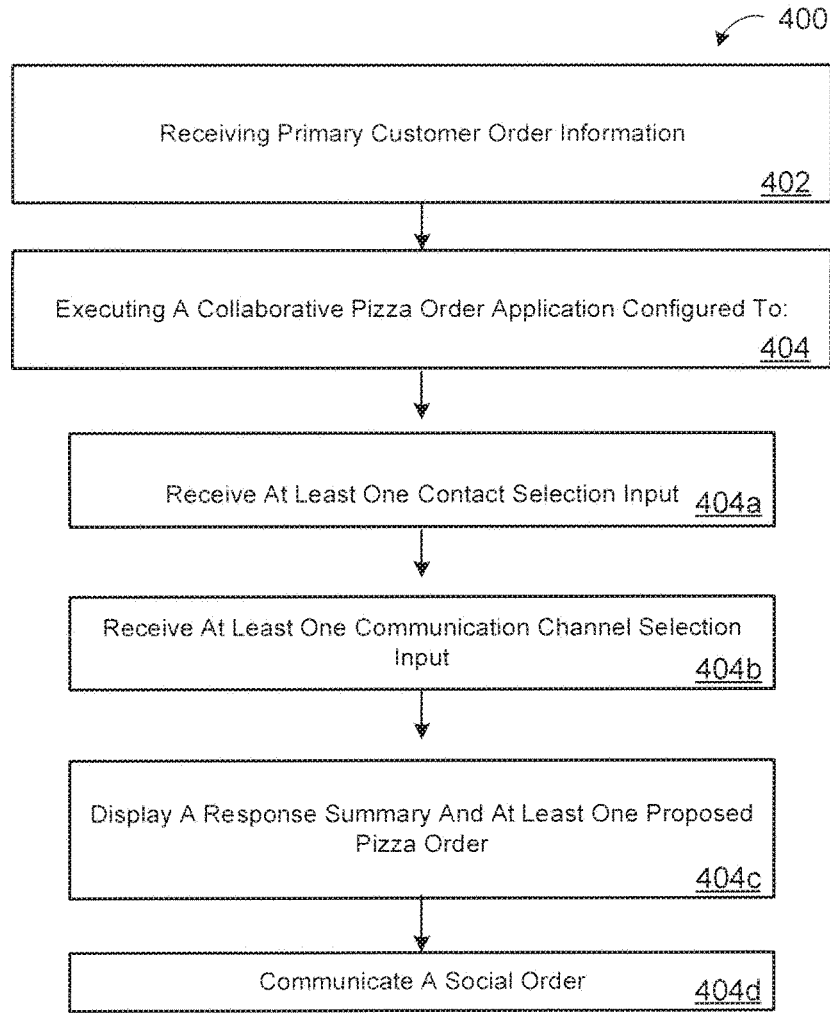 400
Receiving Primary Customer Order Information
402
Executing A Collaborative Pizza Order Application Configured To:
404
Receive At Least One Contact Selection Input
404a
Receive At Least One Communication Channel Selection
Input
404b
Display A Response Summary And At Least One Proposed
Pizza Order
404c
Communicate A Social Order
404d